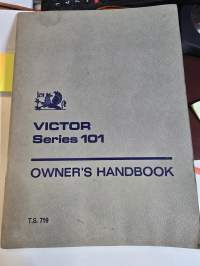 VICTOR
Series 101
OWNER'S HANDBOOK
T.S. 719